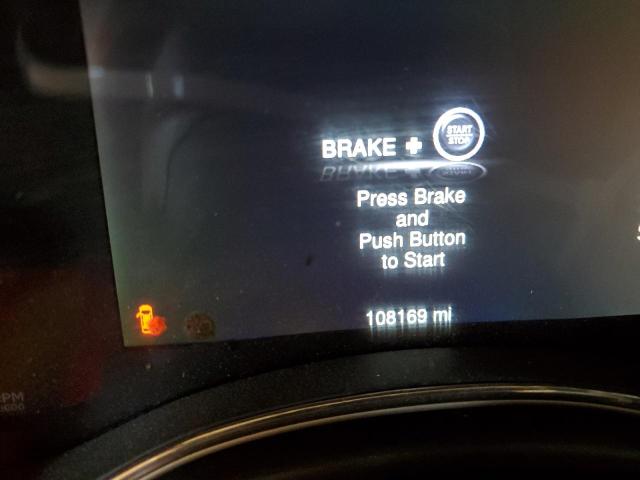 BRAKE + START STOP
Press Brake
and
Push Button
to Start
108169 mi